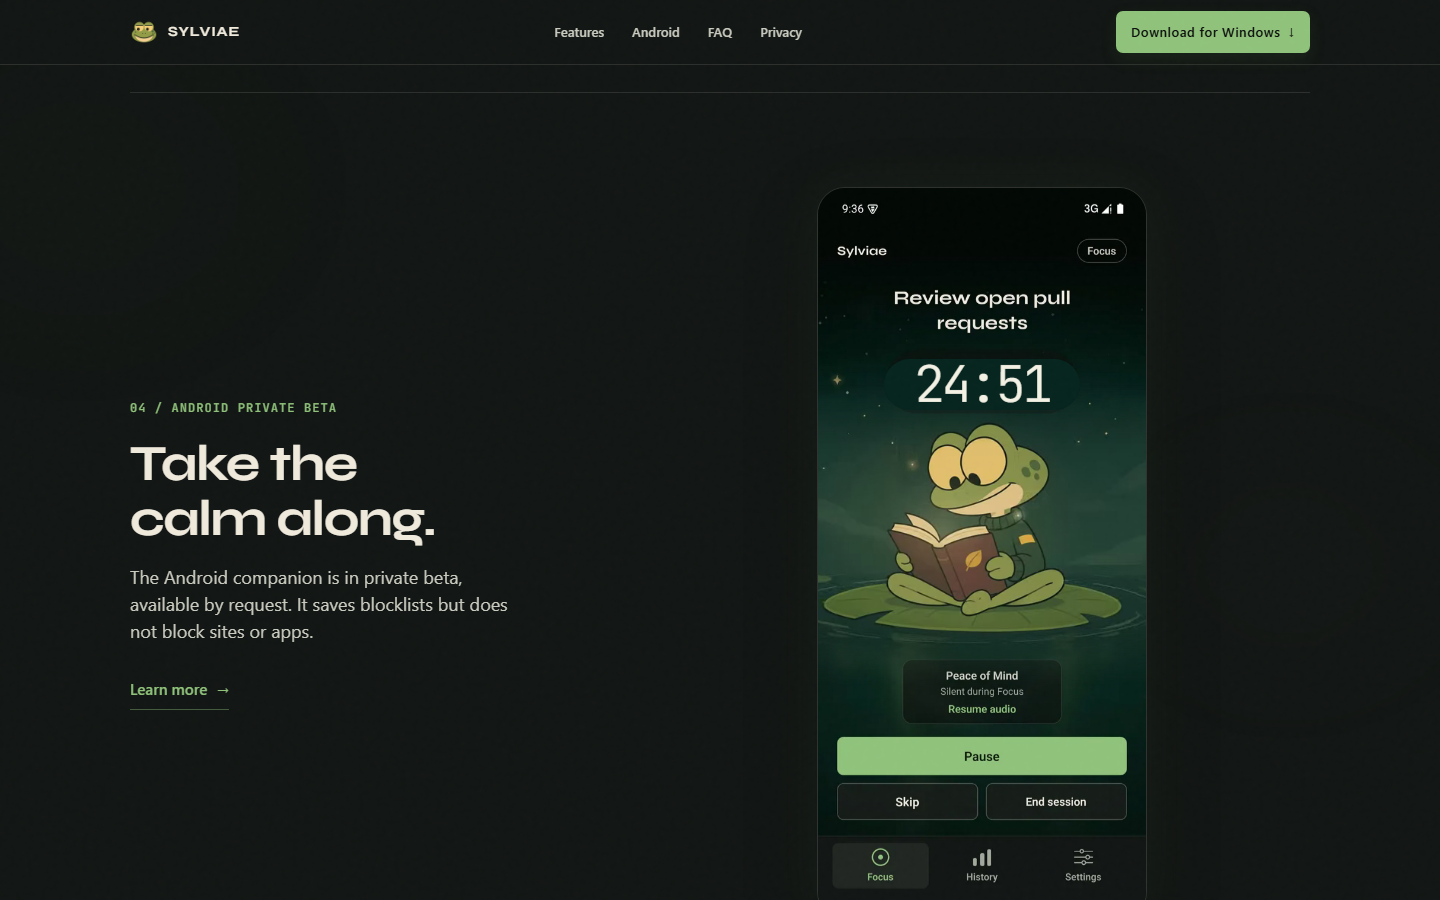 SYLVIAE
Features
Android
FAQ
Privacy
Download for Windows ↓
04 / ANDROID PRIVATE BETA
Take the
calm along.
The Android companion is in private beta,
available by request. It saves blocklists but does
not block sites or apps.
Learn more →
9:36
3G
Sylviae
Focus
Review open pull
requests
24:51
Peace of Mind
Silent during Focus
Resume audio
Pause
Skip
End session
Focus
History
Settings